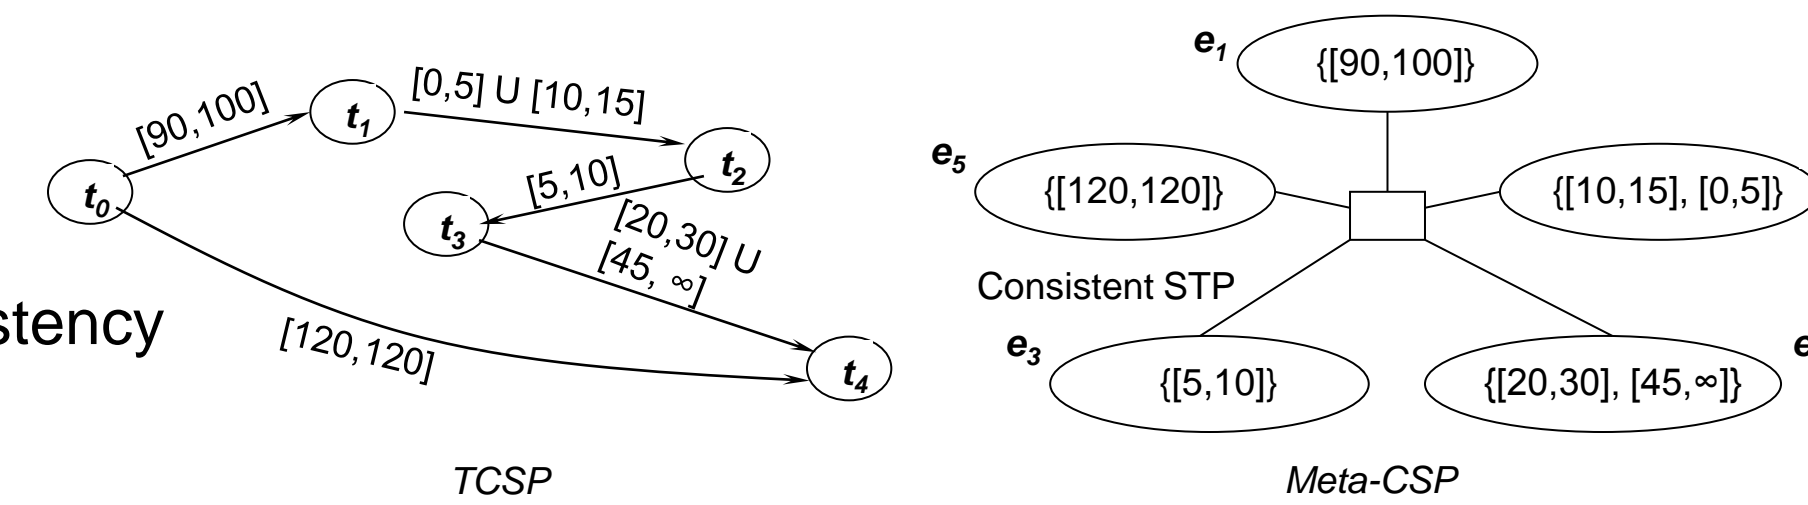 [90,100]
[0,5] U [10,15]
t1
t2
[5,10]
t0
t3
[20,30] U
[45, ∞]
stency
[120,120]
t4
TCSP
e1
{[90,100]}
e5
{[120,120]}
{[10,15], [0,5]}
Consistent STP
e3
{[5,10]}
{[20,30], [45,∞]}
e
Meta-CSP